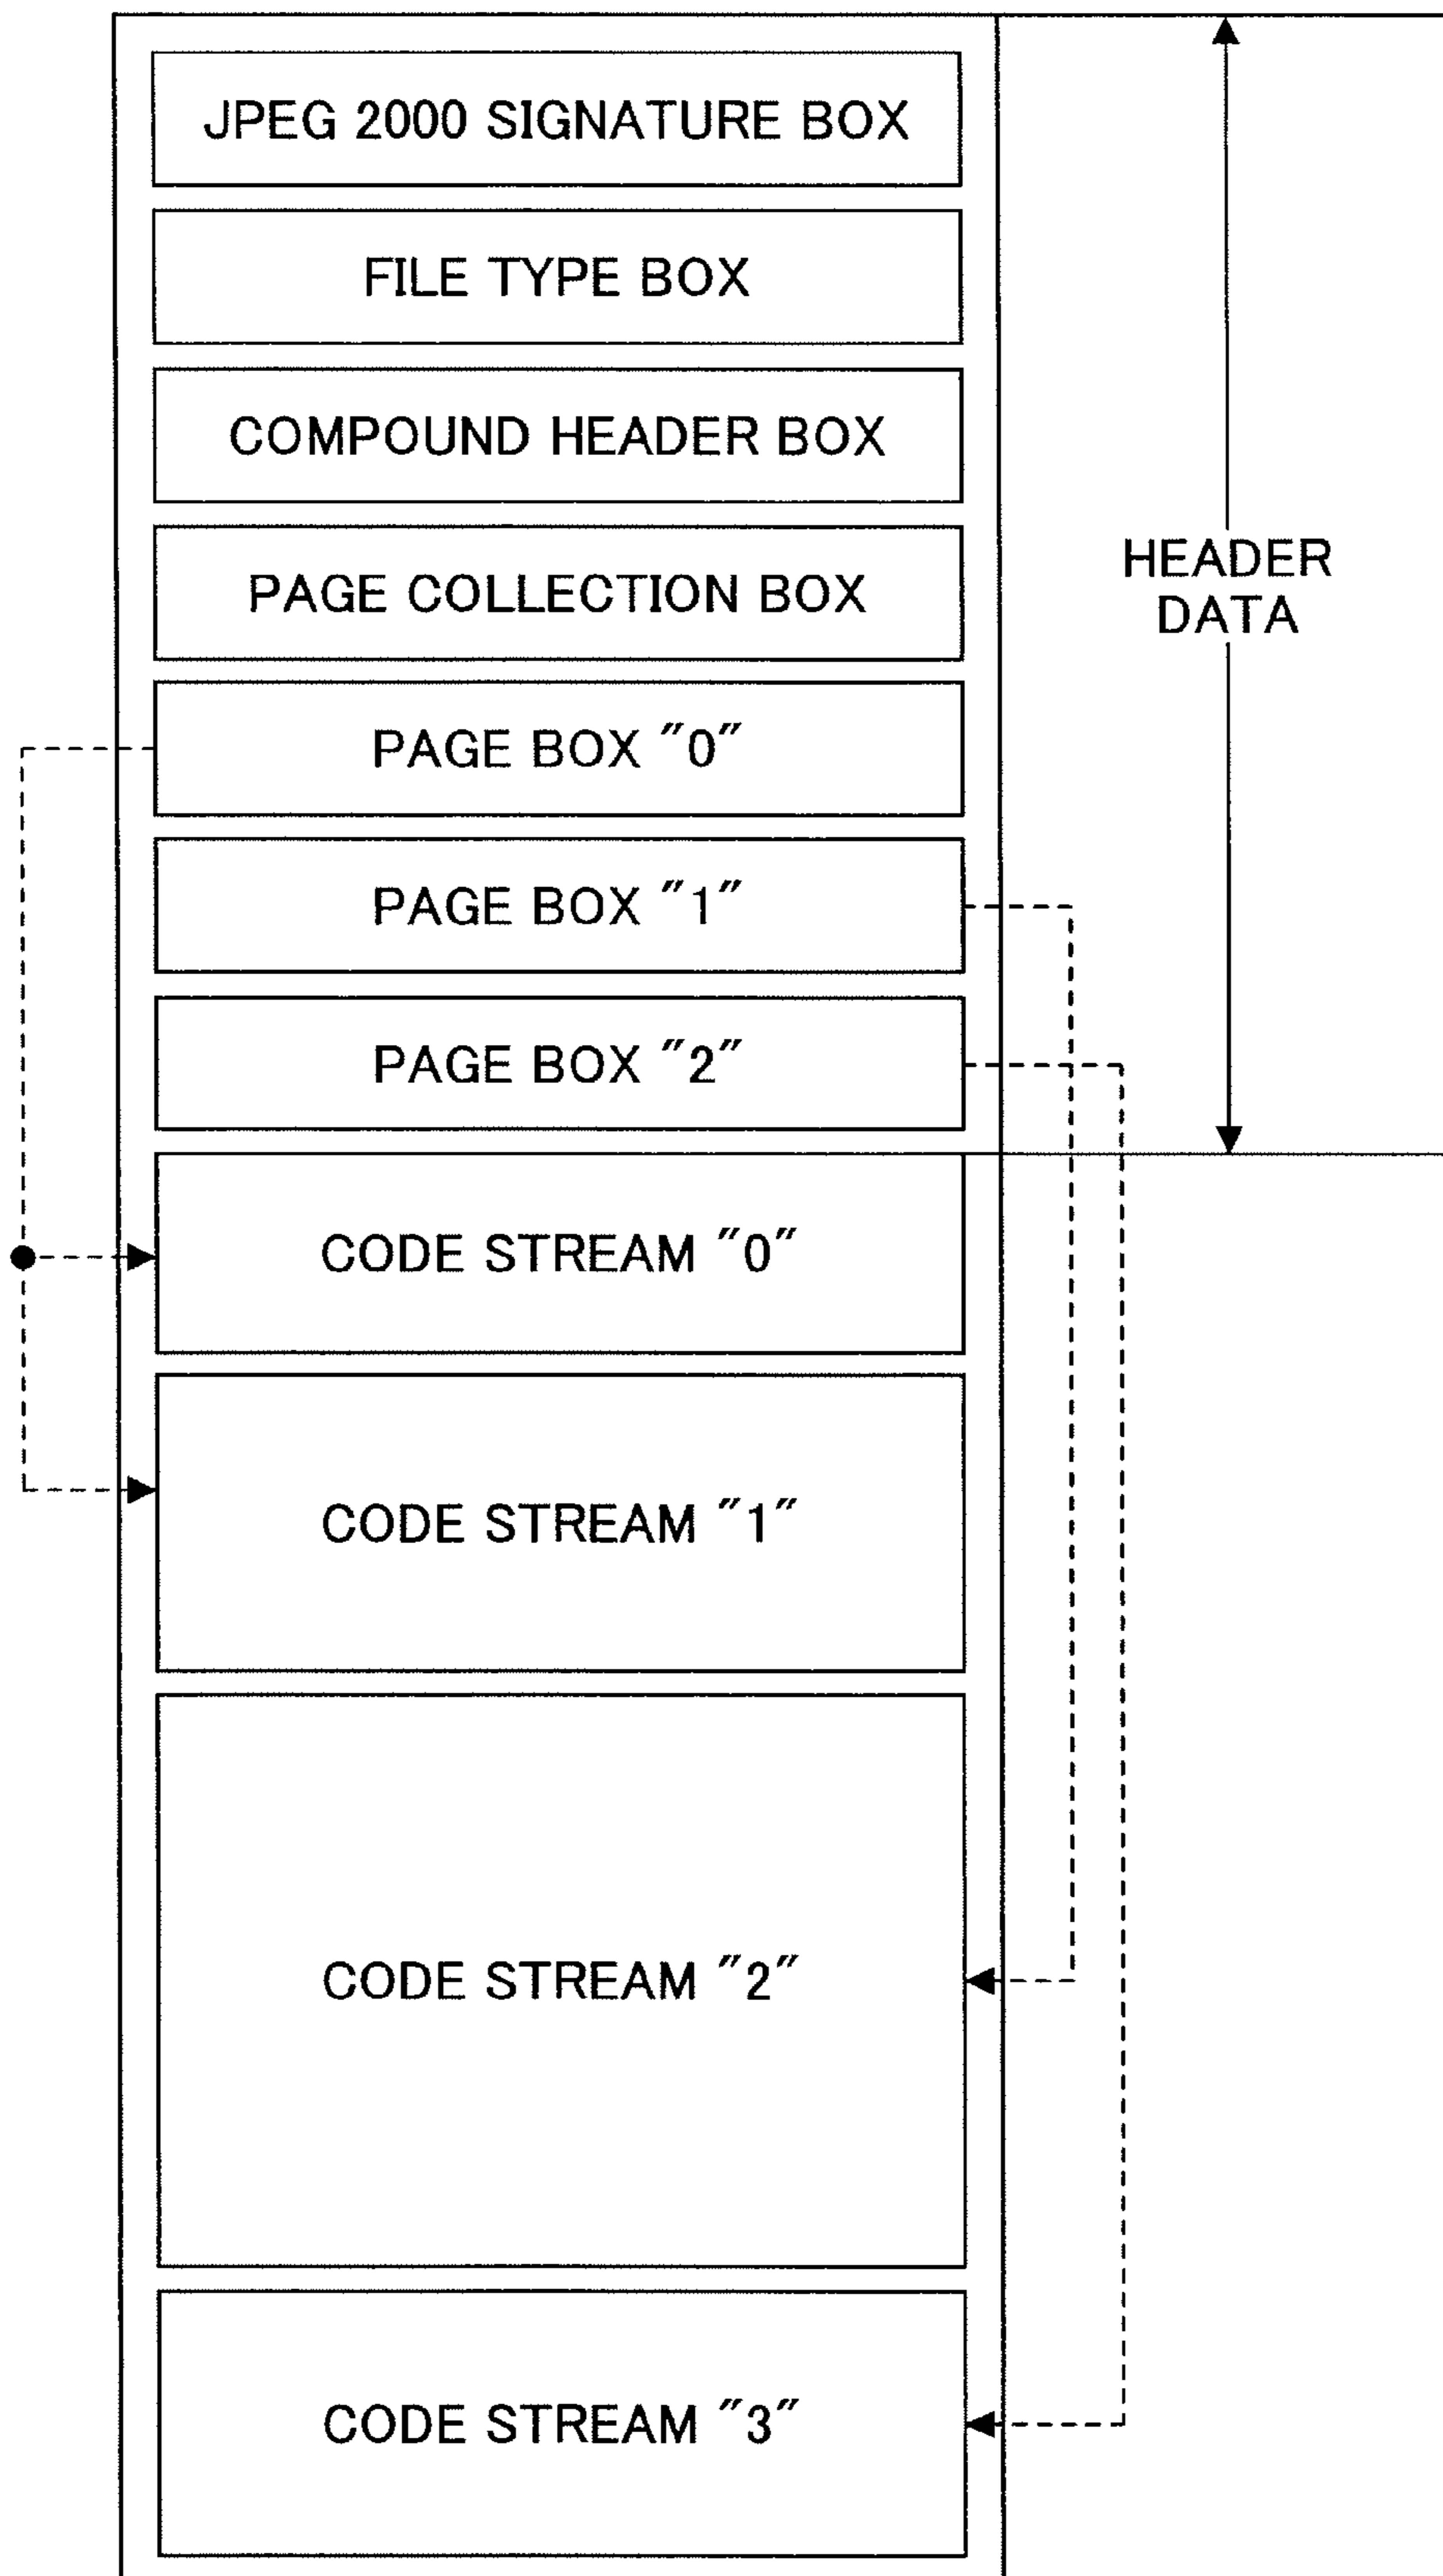 JPEG 2000 SIGNATURE BOX
FILE TYPE BOX
COMPOUND HEADER BOX
PAGE COLLECTION BOX
HEADER
DATA
PAGE BOX "0"
PAGE BOX "1"
PAGE BOX "2"
CODE STREAM "0"
CODE STREAM "1"
CODE STREAM "2"
CODE STREAM "3"